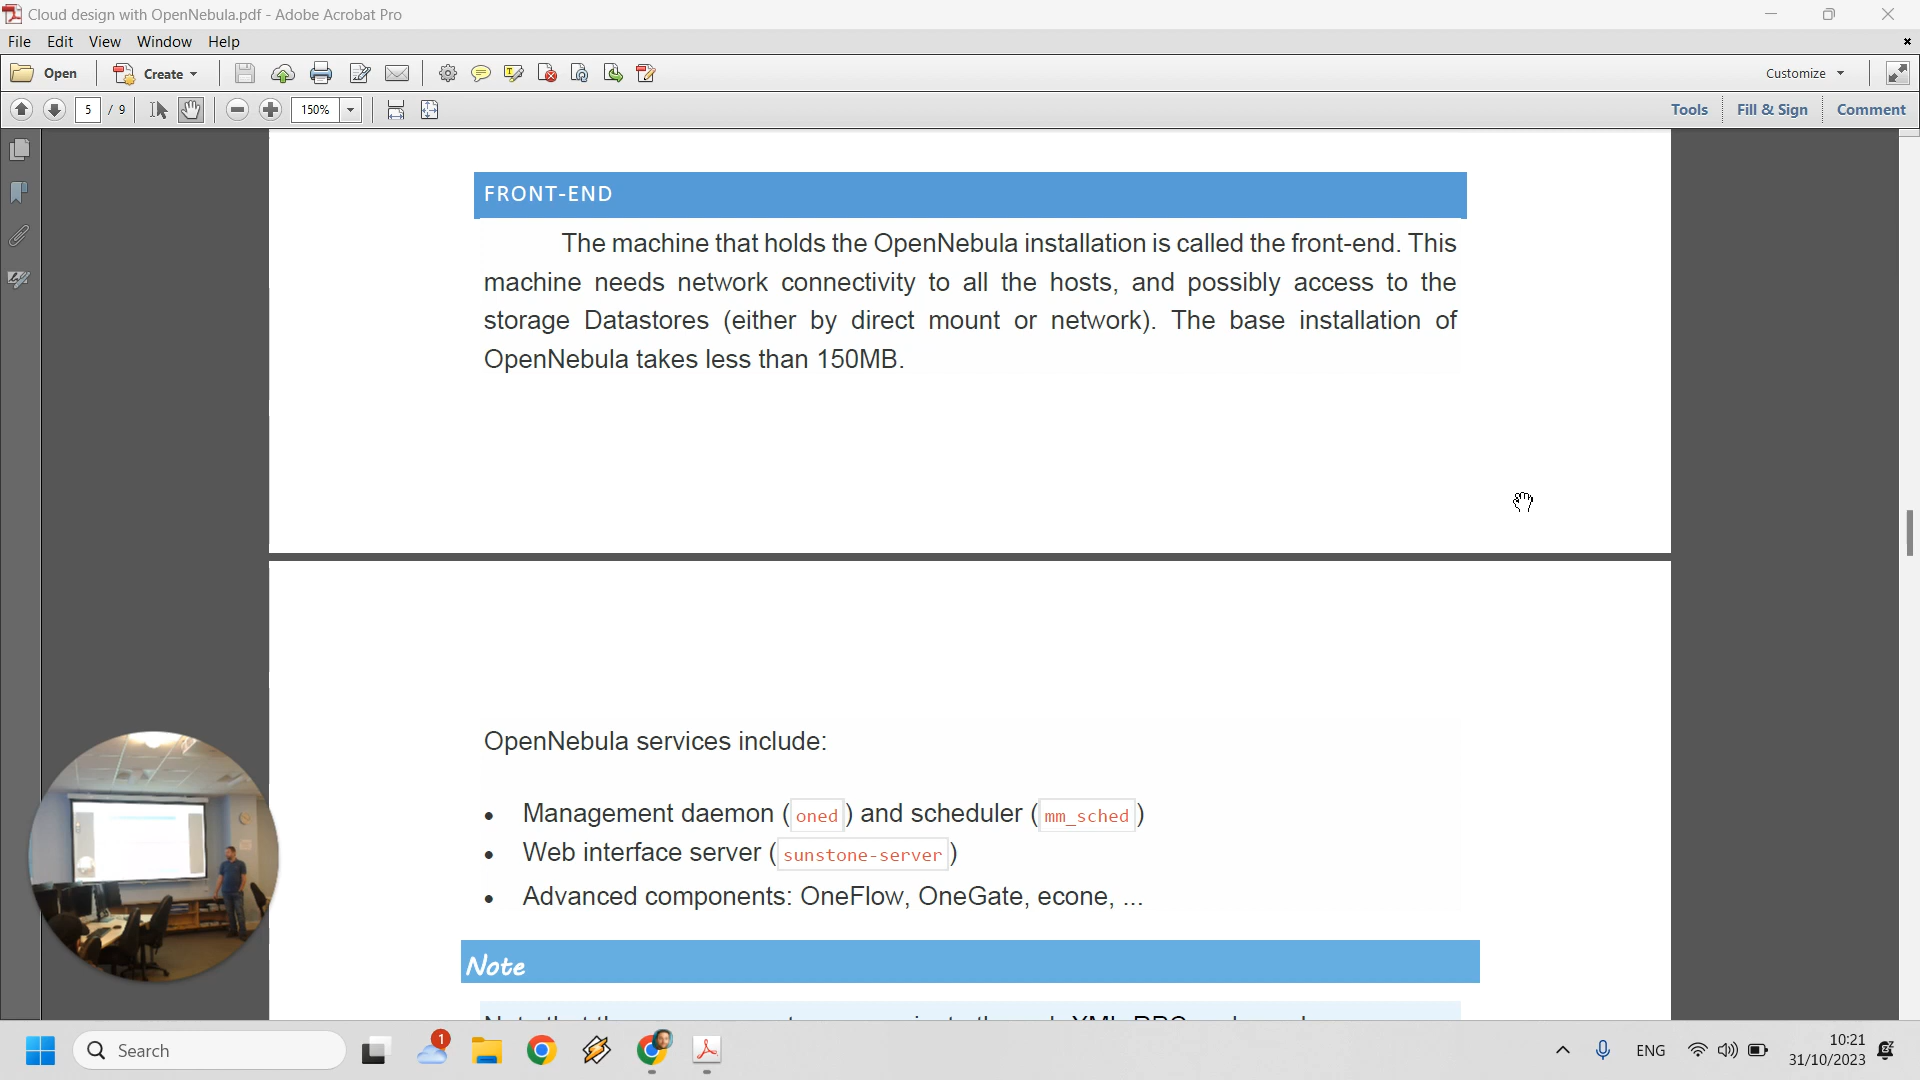 Cloud design with OpenNebula.pdf - Adobe Acrobat Pro
File Edit View Window Help
Open Create Customize
5 / 9 150% Tools Fill & Sign Comment
FRONT-END
The machine that holds the OpenNebula installation is called the front-end. This
machine needs network connectivity to all the hosts, and possibly access to the
storage Datastores (either by direct mount or network). The base installation of
OpenNebula takes less than 150MB.
OpenNebula services include:
• Management daemon (oned) and scheduler (mm_sched)
• Web interface server (sunstone-server)
• Advanced components: OneFlow, OneGate, econe, ...
Note
1
Search ENG 10:21
31/10/2023